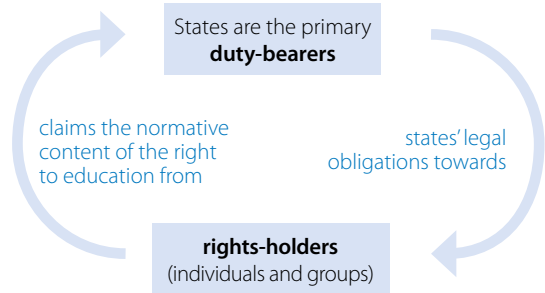 States are the primary
duty-bearers
claims the normative
content of the right
to education from
states’ legal
obligations towards
rights-holders
(individuals and groups)